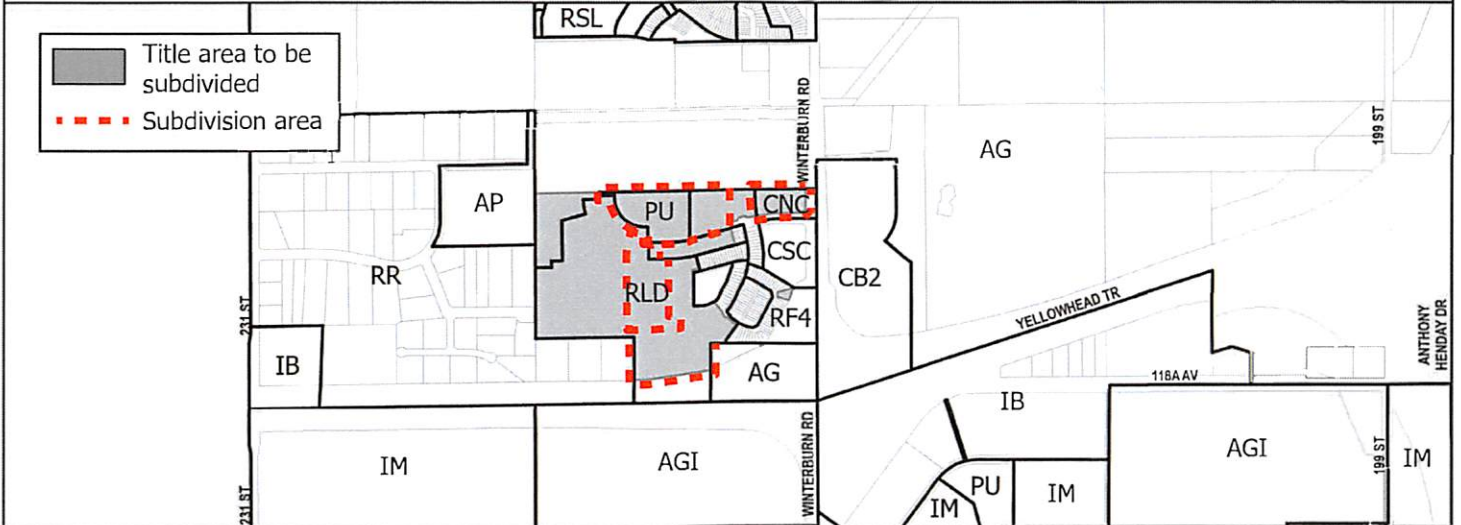 RSL
Title area to be
subdivided
Subdivision area
WINTERBURN RD
199 ST
AG
AP
PU
CNC
CSC
CB2
RR
RLD
RF4
231 ST
YELLOWHEAD TR
ANTHONY
HENDAY DR
IB
AG
118A AV
IB
IM
AGI
WINTERBURN RD
AGI
199 ST
IM
231 ST
PU
IM
IM